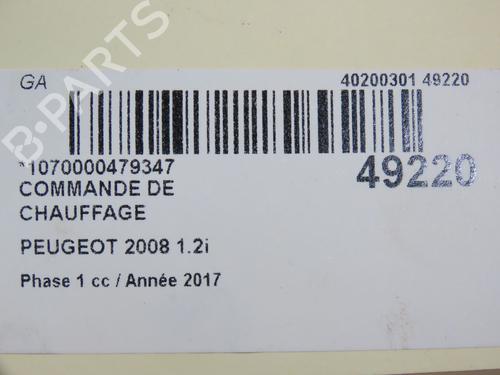 GA
40200301 49220
*1070000479347
49220
COMMANDE DE
CHAUFFAGE
PEUGEOT 2008 1.2i
Phase 1 cc / Année 2017
B-PARTS